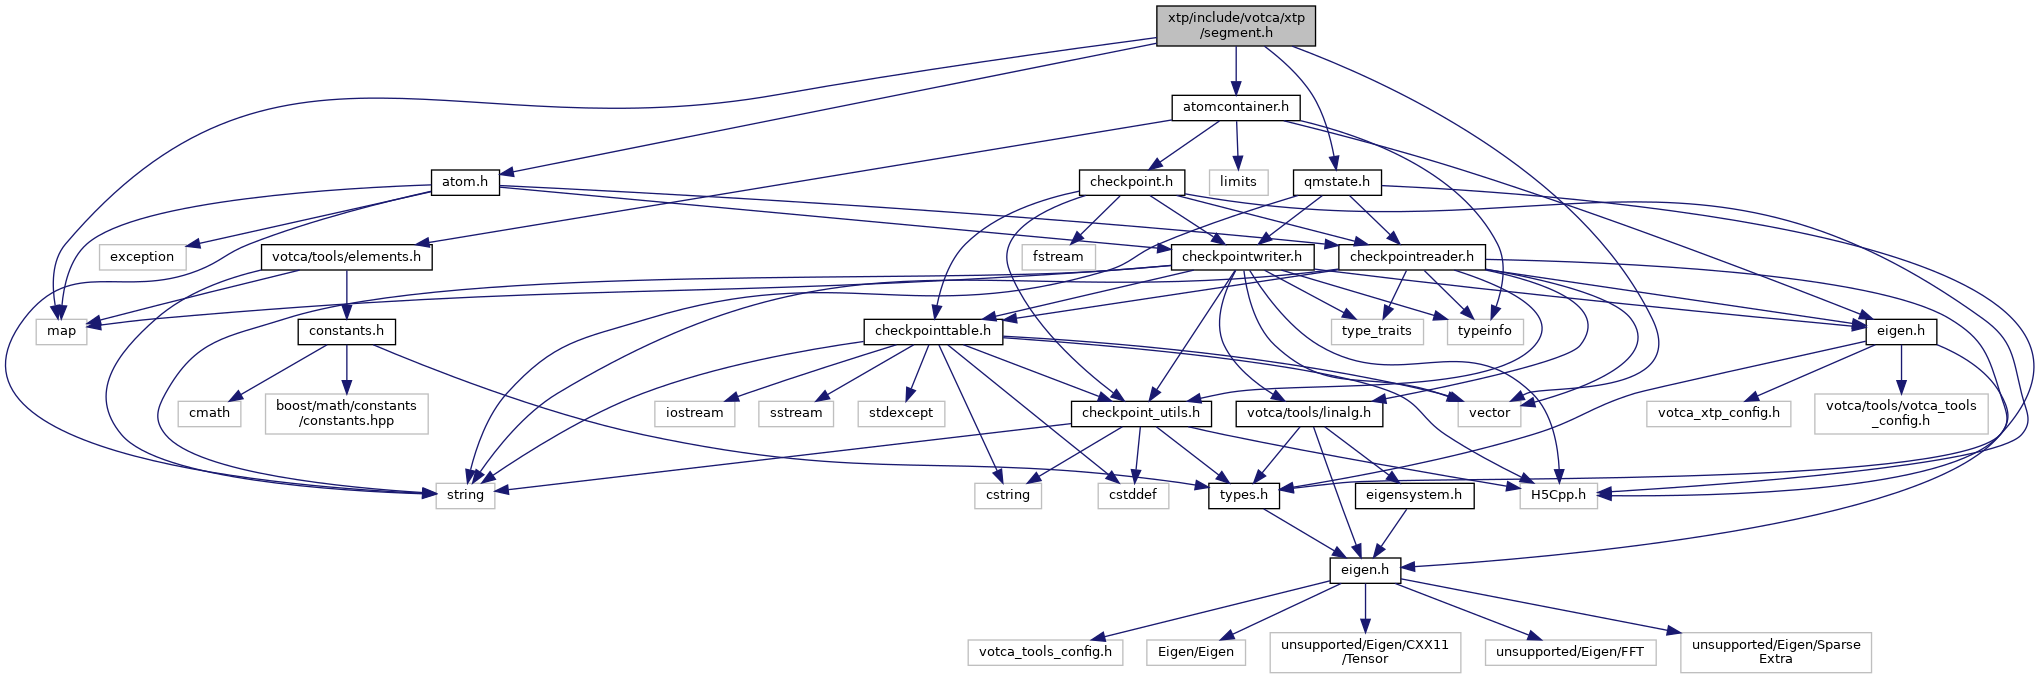 xtp/include/votca/xtp
/segment.h
atomcontainer.h
atom.h
checkpoint.h
limits
qmstate.h
exception
votca/tools/elements.h
fstream
checkpointwriter.h
checkpointreader.h
map
constants.h
checkpointtable.h
type_traits
typeinfo
eigen.h
cmath
boost/math/constants
/constants.hpp
iostream
sstream
stdexcept
checkpoint_utils.h
votca/tools/linalg.h
vector
votca_xtp_config.h
votca/tools/votca_tools
_config.h
string
cstring
cstddef
types.h
eigensystem.h
H5Cpp.h
eigen.h
votca_tools_config.h
Eigen/Eigen
unsupported/Eigen/CXX11
/Tensor
unsupported/Eigen/FFT
unsupported/Eigen/Sparse
Extra